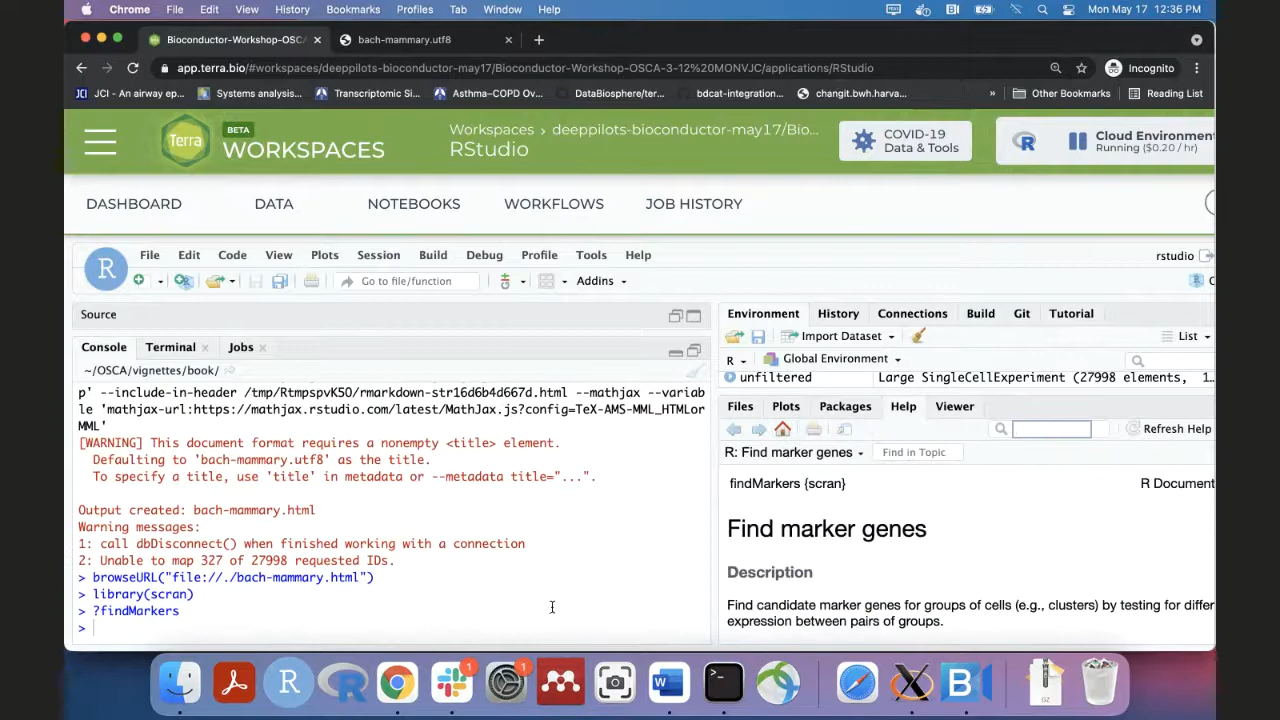 Chrome File Edit View History Bookmarks Profiles Tab Window Help Mon May 17 12:36 PM
Bioconductor-Workshop-OSCA bach-mammary.utf8
app.terra.bio/#workspaces/deeppilots-bioconductor-may17/Bioconductor-Workshop-OSCA-3-12%20MONVJC/applications/RStudio Incognito
JCI - An airway ep... Systems analysis... Transcriptomic Si... Asthma–COPD Ov... DataBiosphere/ter... bdcat-integration... changit.bwh.harva... » Other Bookmarks Reading List
Terra BETA WORKSPACES
Workspaces › deeppilots-bioconductor-may17/Bio...
RStudio
COVID-19
Data & Tools
Cloud Environment
Running ($0.20 / hr)
DASHBOARD DATA NOTEBOOKS WORKFLOWS JOB HISTORY
R File Edit Code View Plots Session Build Debug Profile Tools Help rstudio
Go to file/function Addins
Source
Console Terminal Jobs
~/OSCA/vignettes/book/
p' --include-in-header /tmp/RtmpspvK5O/rmarkdown-str16d6b4d667d.html --mathjax --variab
le 'mathjax-url:https://mathjax.rstudio.com/latest/MathJax.js?config=TeX-AMS-MML_HTMLor
MML'
[WARNING] This document format requires a nonempty <title> element.
Defaulting to 'bach-mammary.utf8' as the title.
To specify a title, use 'title' in metadata or --metadata title="...".
Output created: bach-mammary.html
Warning messages:
1: call dbDisconnect() when finished working with a connection
2: Unable to map 327 of 27998 requested IDs.
> browseURL("file://./bach-mammary.html")
> library(scran)
> ?findMarkers
>
Environment History Connections Build Git Tutorial
Import Dataset List
R Global Environment
unfiltered Large SingleCellExperiment (27998 elements, 1...
Files Plots Packages Help Viewer
Refresh Help
R: Find marker genes Find in Topic
findMarkers {scran} R Document
Find marker genes
Description
Find candidate marker genes for groups of cells (e.g., clusters) by testing for differ
expression between pairs of groups.